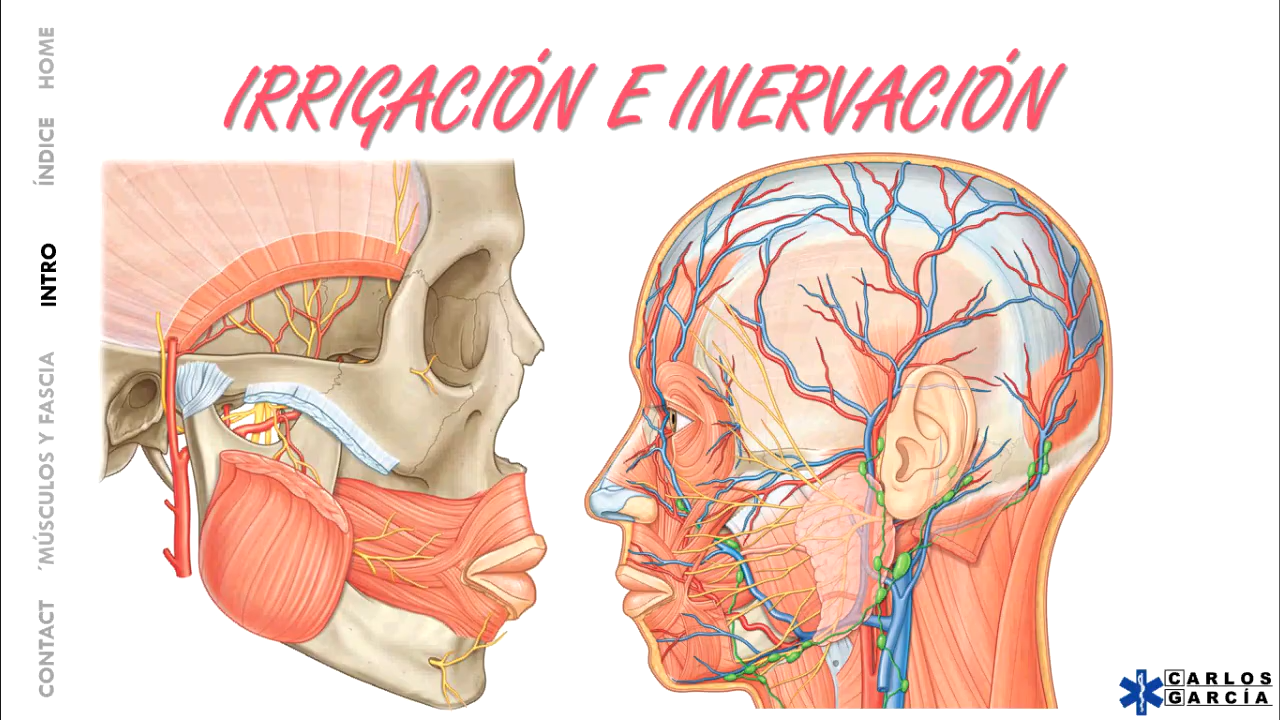 IRRIGACIÓN E INERVACIÓN
HOME
ÍNDICE
INTRO
´MÚSCULOS Y FASCIA
CONTACT
CARLOS
GARCÍA